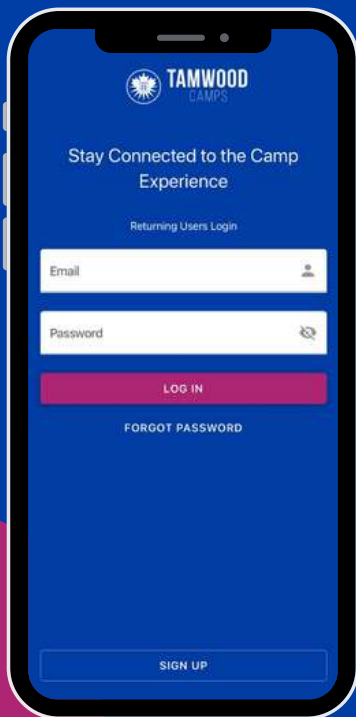 TAMWOOD
CAMPS
Stay Connected to the Camp
Experience
Returning Users Login
Email
Password
LOG IN
FORGOT PASSWORD
SIGN UP